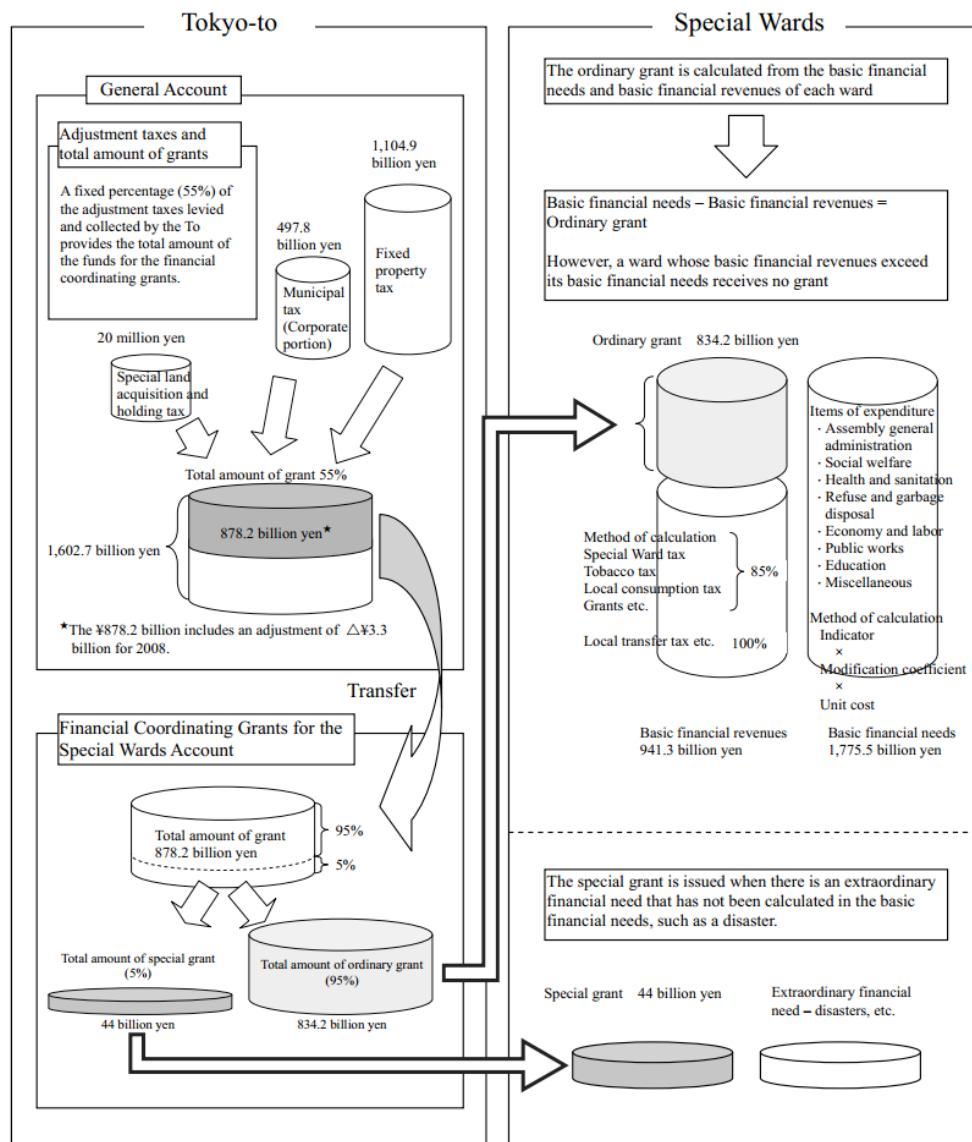 Tokyo-to
General Account
Adjustment taxes and
total amount of grants
A fixed percentage (55%) of
the adjustment taxes levied
and collected by the To
provides the total amount of
the funds for the financial
coordinating grants.
1,104.9
billion yen
497.8
billion yen
Fixed
property
tax
Municipal
tax
(Corporate
portion)
20 million yen
Special land
acquisition and
holding tax
Total amount of grant 55%
878.2 billion yen★
1,602.7 billion yen
★The ¥878.2 billion includes an adjustment of △¥3.3
billion for 2008.
Transfer
Financial Coordinating Grants for the
Special Wards Account
Total amount of grant
878.2 billion yen
95%
5%
Total amount of special grant
(5%)
44 billion yen
Total amount of ordinary grant
(95%)
834.2 billion yen
Special Wards
The ordinary grant is calculated from the basic financial
needs and basic financial revenues of each ward
Basic financial needs – Basic financial revenues =
Ordinary grant
However, a ward whose basic financial revenues exceed
its basic financial needs receives no grant
Ordinary grant 834.2 billion yen
Method of calculation
Special Ward tax
Tobacco tax
Local consumption tax
Grants etc.
85%
Local transfer tax etc. 100%
Basic financial revenues
941.3 billion yen
Items of expenditure
· Assembly general
administration
· Social welfare
· Health and sanitation
· Refuse and garbage
disposal
· Economy and labor
· Public works
· Education
· Miscellaneous
Method of calculation
Indicator
×
Modification coefficient
×
Unit cost
Basic financial needs
1,775.5 billion yen
The special grant is issued when there is an extraordinary
financial need that has not been calculated in the basic
financial needs, such as a disaster.
Special grant 44 billion yen
Extraordinary financial
need – disasters, etc.